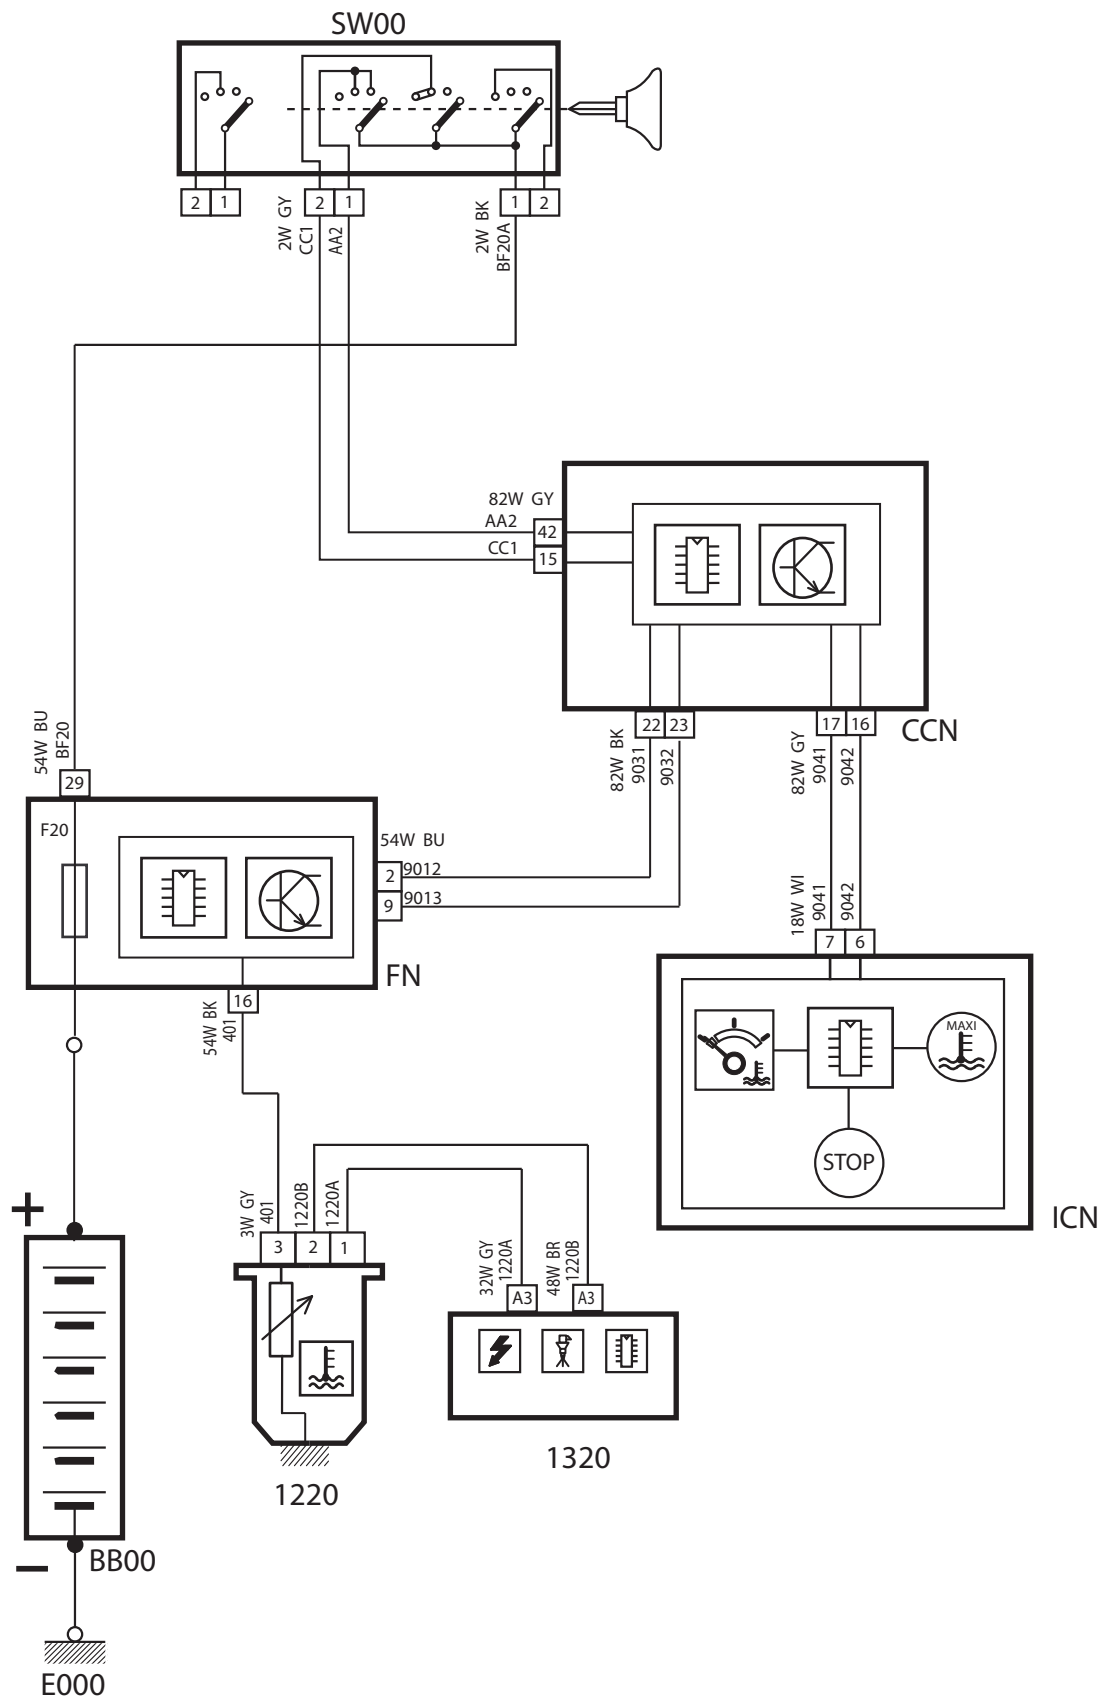 SW00
2
1
2
1
1
2
2W GY
CC1
AA2
2W BK
BF20A
82W GY
AA2
42
CC1
15
54W BU
BF20
29
22
23
17
16
CCN
82W BK
9031
9032
82W GY
9041
9042
F20
54W BU
2
9012
9
9013
18W WI
9041
9042
7
6
FN
16
54W BK
401
MAXI
STOP
ICN
+
3W GY
401
1220B
1220A
3
2
1
32W GY
1220A
48W BR
1220B
A3
A3
1320
1220
−
BB00
E000